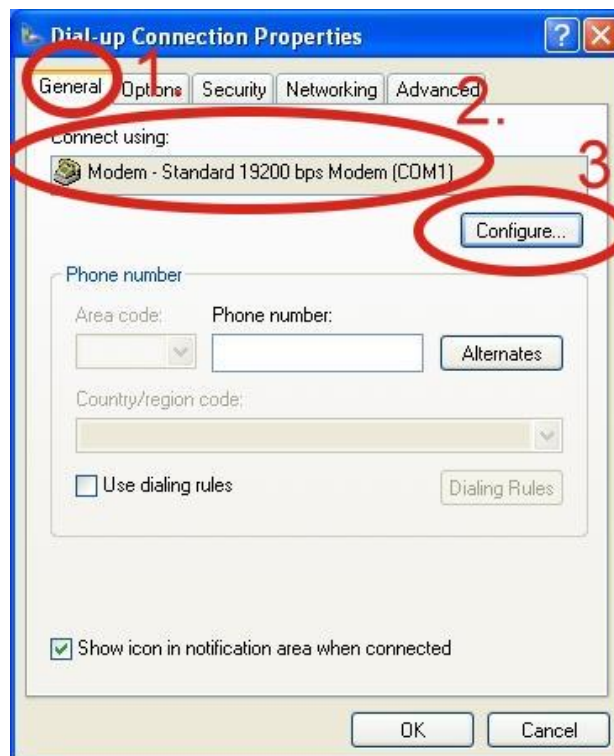 Dial-up Connection Properties
General Options Security Networking Advanced
1.
2.
Connect using:
Modem - Standard 19200 bps Modem (COM1)
3
Configure...
Phone number
Area code: Phone number:
Alternates
Country/region code:
Use dialing rules Dialing Rules
Show icon in notification area when connected
OK Cancel